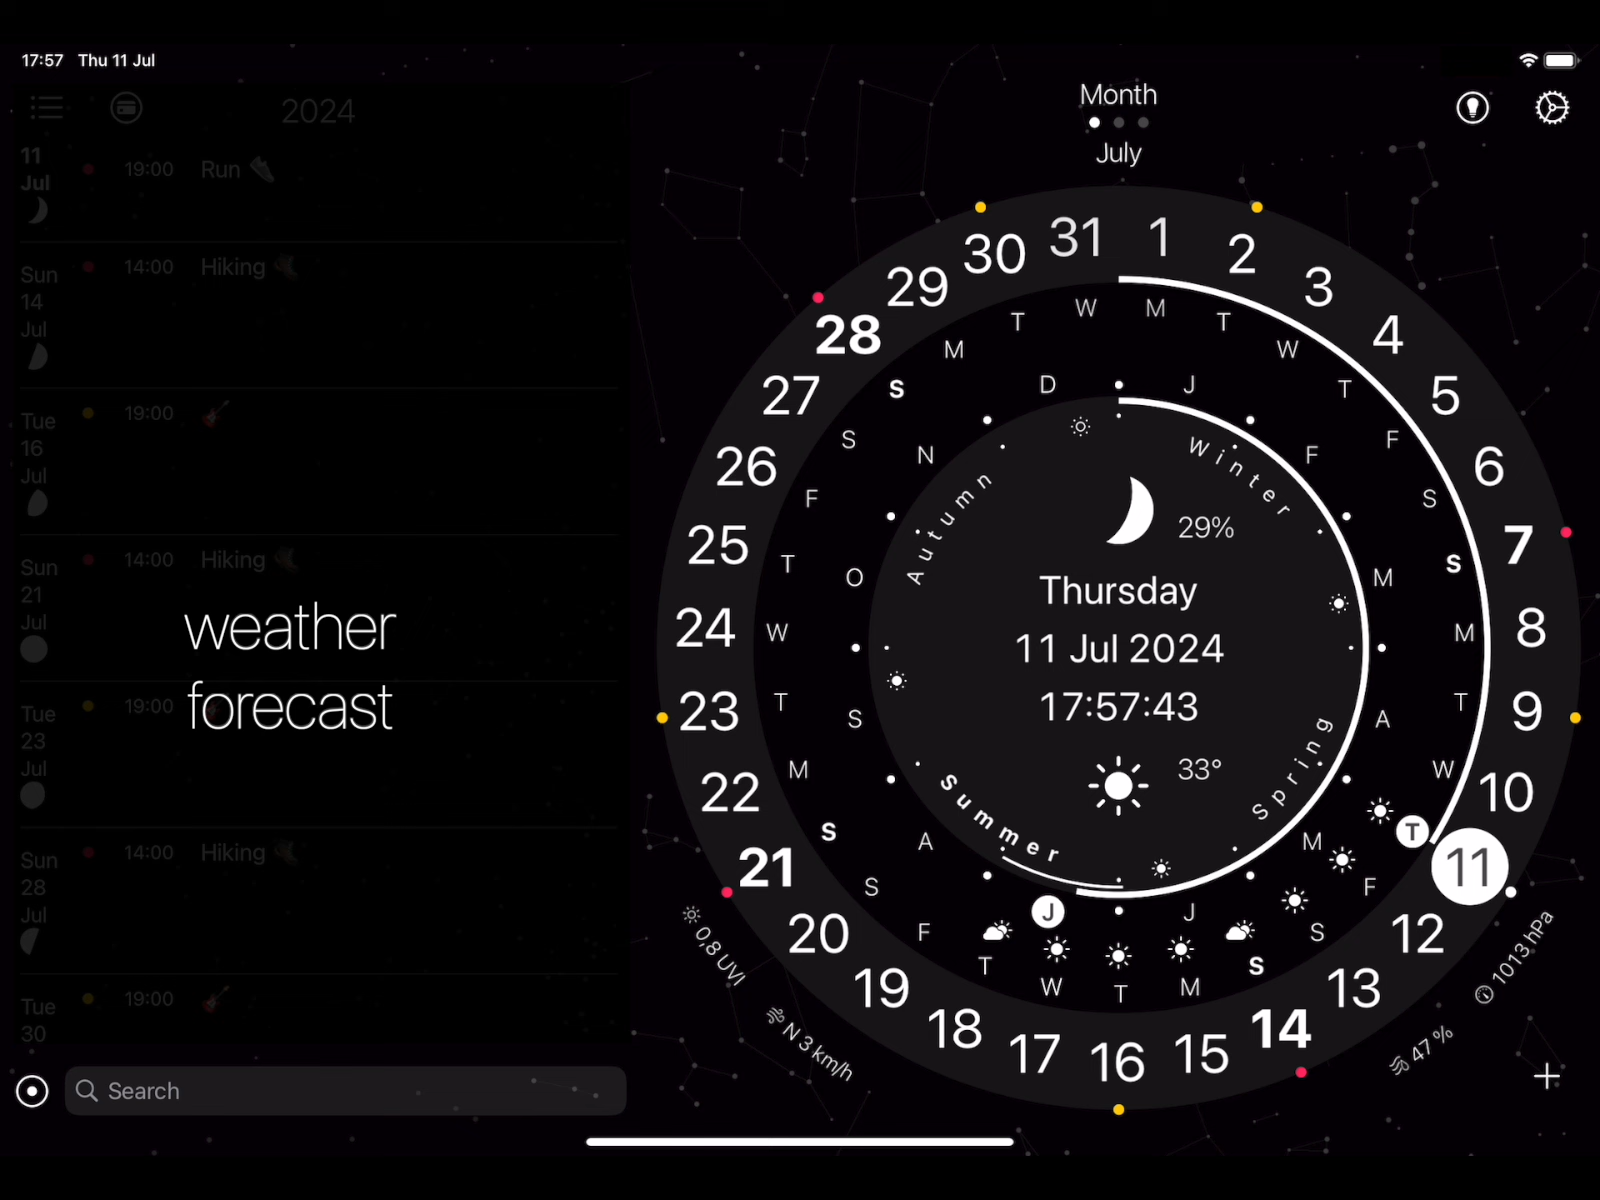 17:57 Thu 11 Jul
2024
11
Jul
19:00 Run
Sun
14
Jul
14:00 Hiking
Tue
16
Jul
19:00
Sun
21
Jul
14:00 Hiking
Tue
23
Jul
19:00
Sun
28
Jul
14:00 Hiking
Tue
30
19:00
weather
forecast
Search
Month
July
1 2 3 4 5 6 7 8 9 10 11 12 13 14 15 16 17 18 19 20 21 22 23 24 25 26 27 28 29 30 31
M T W T F S S M T W T F S S M T W T F S S M T W T F S S M T W
J F M A M J J A S O N D
Winter
Spring
Summer
Autumn
29%
Thursday
11 Jul 2024
17:57:43
33°
0,8 UVI
N 3 km/h
47 %
1013 hPa